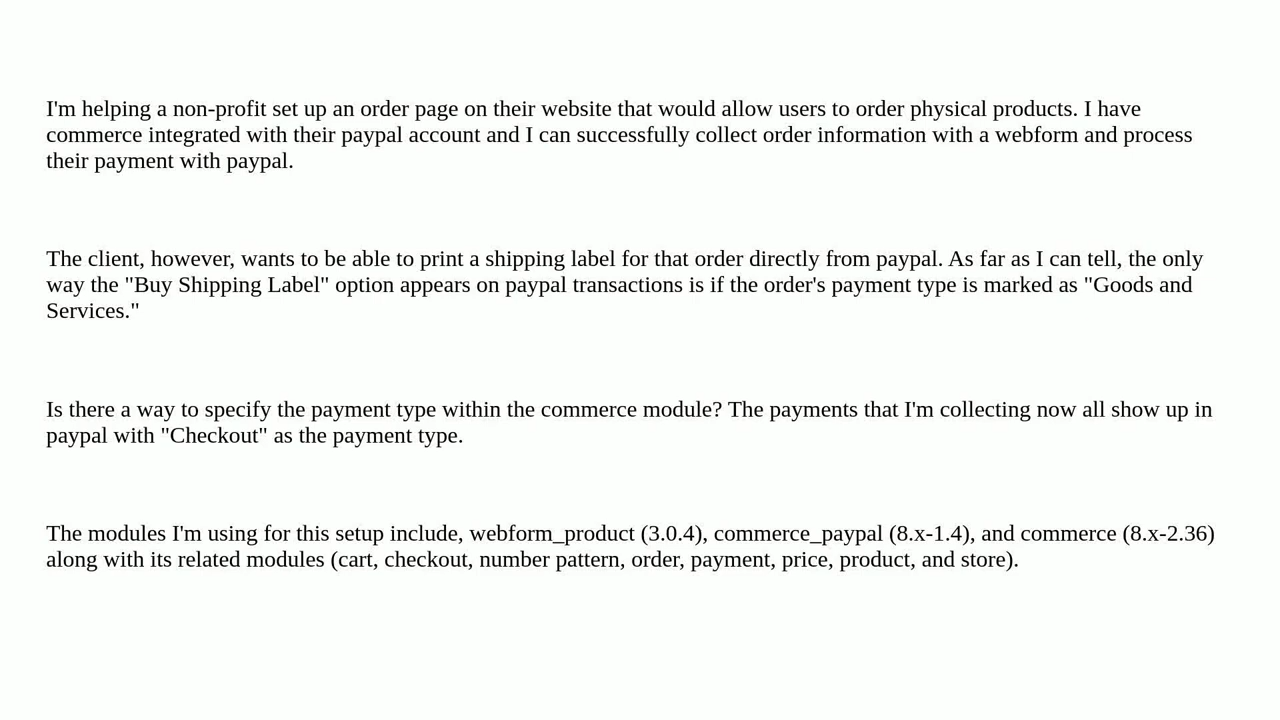 I'm helping a non-profit set up an order page on their website that would allow users to order physical products. I have
commerce integrated with their paypal account and I can successfully collect order information with a webform and process
their payment with paypal.
The client, however, wants to be able to print a shipping label for that order directly from paypal. As far as I can tell, the only
way the "Buy Shipping Label" option appears on paypal transactions is if the order's payment type is marked as "Goods and
Services."
Is there a way to specify the payment type within the commerce module? The payments that I'm collecting now all show up in
paypal with "Checkout" as the payment type.
The modules I'm using for this setup include, webform_product (3.0.4), commerce_paypal (8.x-1.4), and commerce (8.x-2.36)
along with its related modules (cart, checkout, number pattern, order, payment, price, product, and store).